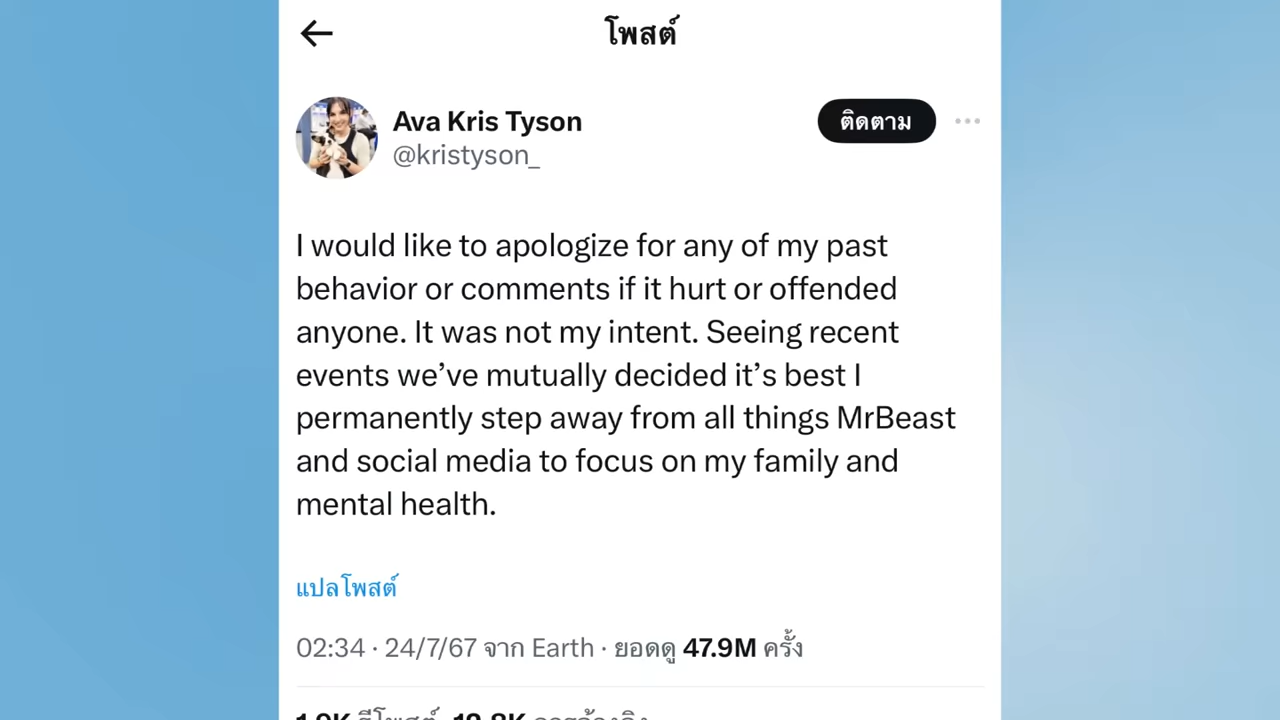 โพสต์
Ava Kris Tyson
ติดตาม
@kristyson_
I would like to apologize for any of my past
behavior or comments if it hurt or offended
anyone. It was not my intent. Seeing recent
events we’ve mutually decided it’s best I
permanently step away from all things MrBeast
and social media to focus on my family and
mental health.
แปลโพสต์
02:34 · 24/7/67 จาก Earth · ยอดดู 47.9M ครั้ง